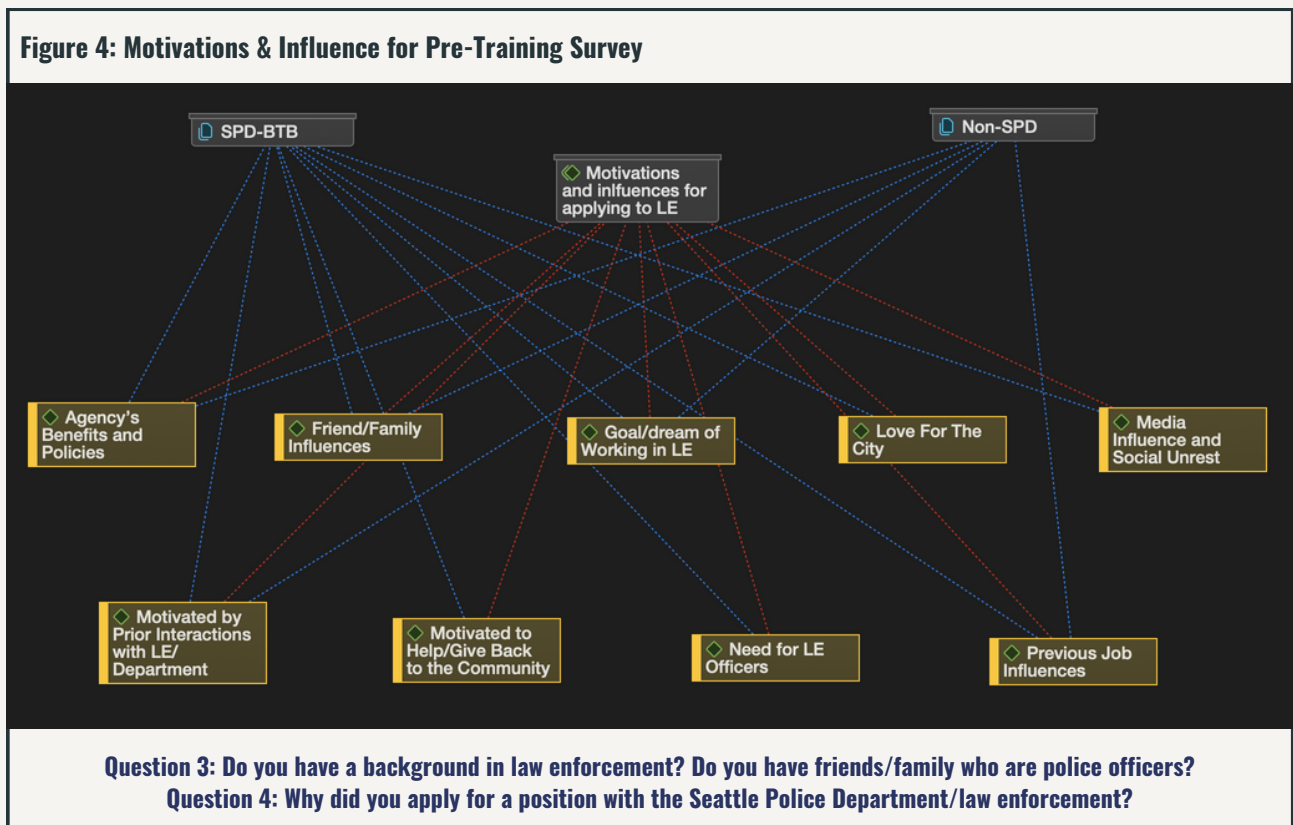 Figure 4: Motivations & Influence for Pre-Training Survey
SPD-BTB
Non-SPD
Motivations
and inlfuences for
applying to LE
Agency's
Benefits and
Policies
Friend/Family
Influences
Goal/dream of
Working in LE
Love For The
City
Media
Influence and
Social Unrest
Motivated by
Prior Interactions
with LE/
Department
Motivated to
Help/Give Back
to the Community
Need for LE
Officers
Previous Job
Influences
Question 3: Do you have a background in law enforcement? Do you have friends/family who are police officers?
Question 4: Why did you apply for a position with the Seattle Police Department/law enforcement?